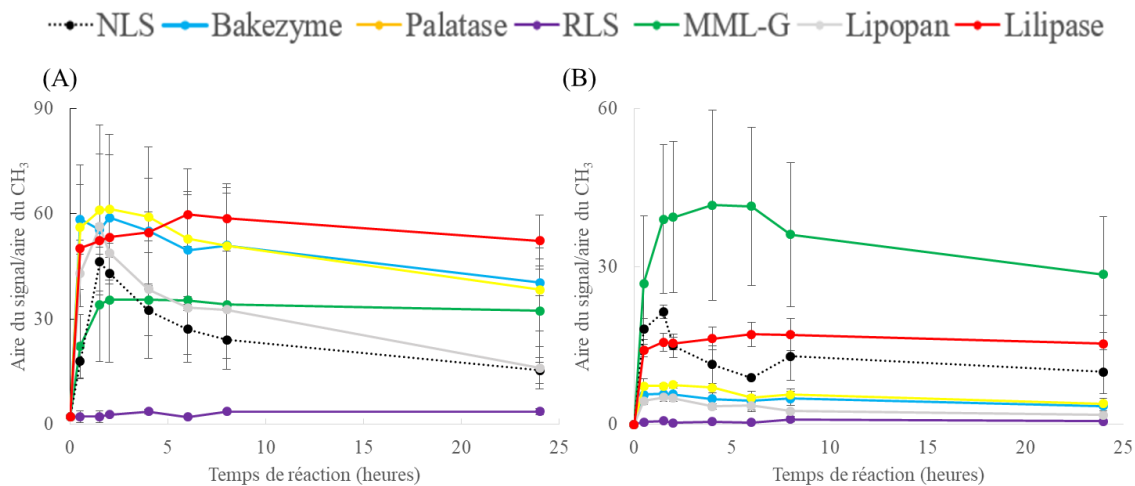 NLS Bakezyme Palatase RLS MML-G Lipopan Lilipase
(A)
Aire du signal/aire du CH₃
90
60
30
0
0 5 10 15 20 25
Temps de réaction (heures)
(B)
Aire du signal/aire du CH₃
60
30
0
0 5 10 15 20 25
Temps de réaction (heures)